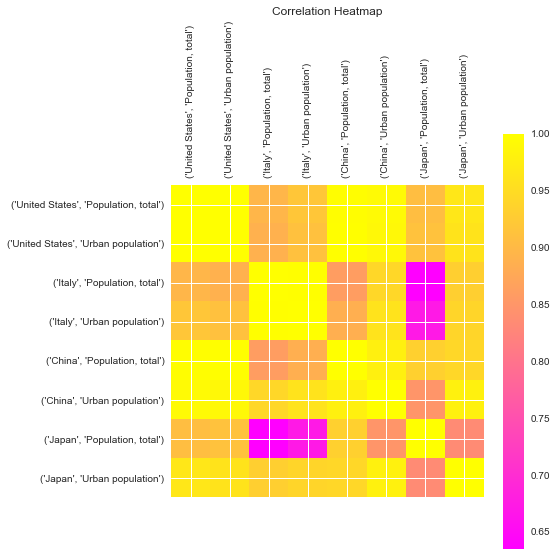 Correlation Heatmap
('United States', 'Population, total')
('United States', 'Urban population')
('Italy', 'Population, total')
('Italy', 'Urban population')
('China', 'Population, total')
('China', 'Urban population')
('Japan', 'Population, total')
('Japan', 'Urban population')
('United States', 'Population, total')
('United States', 'Urban population')
('Italy', 'Population, total')
('Italy', 'Urban population')
('China', 'Population, total')
('China', 'Urban population')
('Japan', 'Population, total')
('Japan', 'Urban population')
1.00
0.95
0.90
0.85
0.80
0.75
0.70
0.65